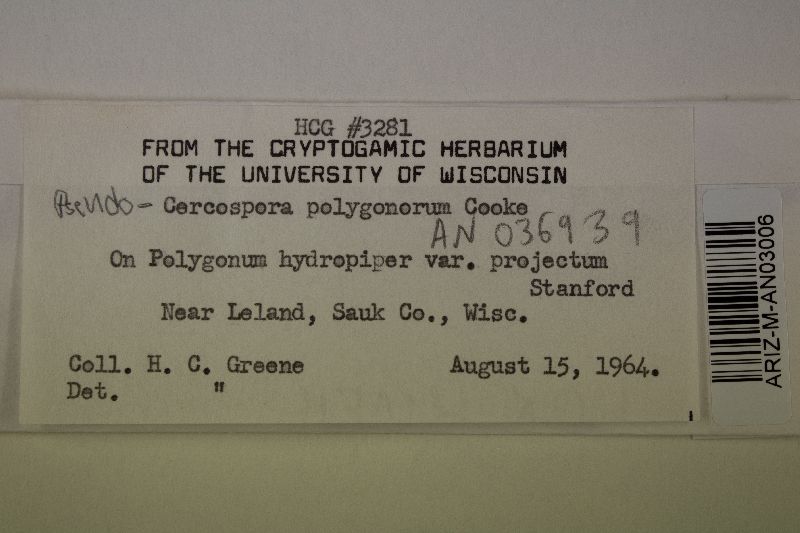 HCG #3281
FROM THE CRYPTOGAMIC HERBARIUM
OF THE UNIVERSITY OF WISCONSIN
Pseudo- Cercospora polygonorum Cooke
AN 036939
On Polygonum hydropiper var. projectum
Stanford
Near Leland, Sauk Co., Wisc.
Coll. H. C. Greene August 15, 1964.
Det. "
ARIZ-M-AN03006